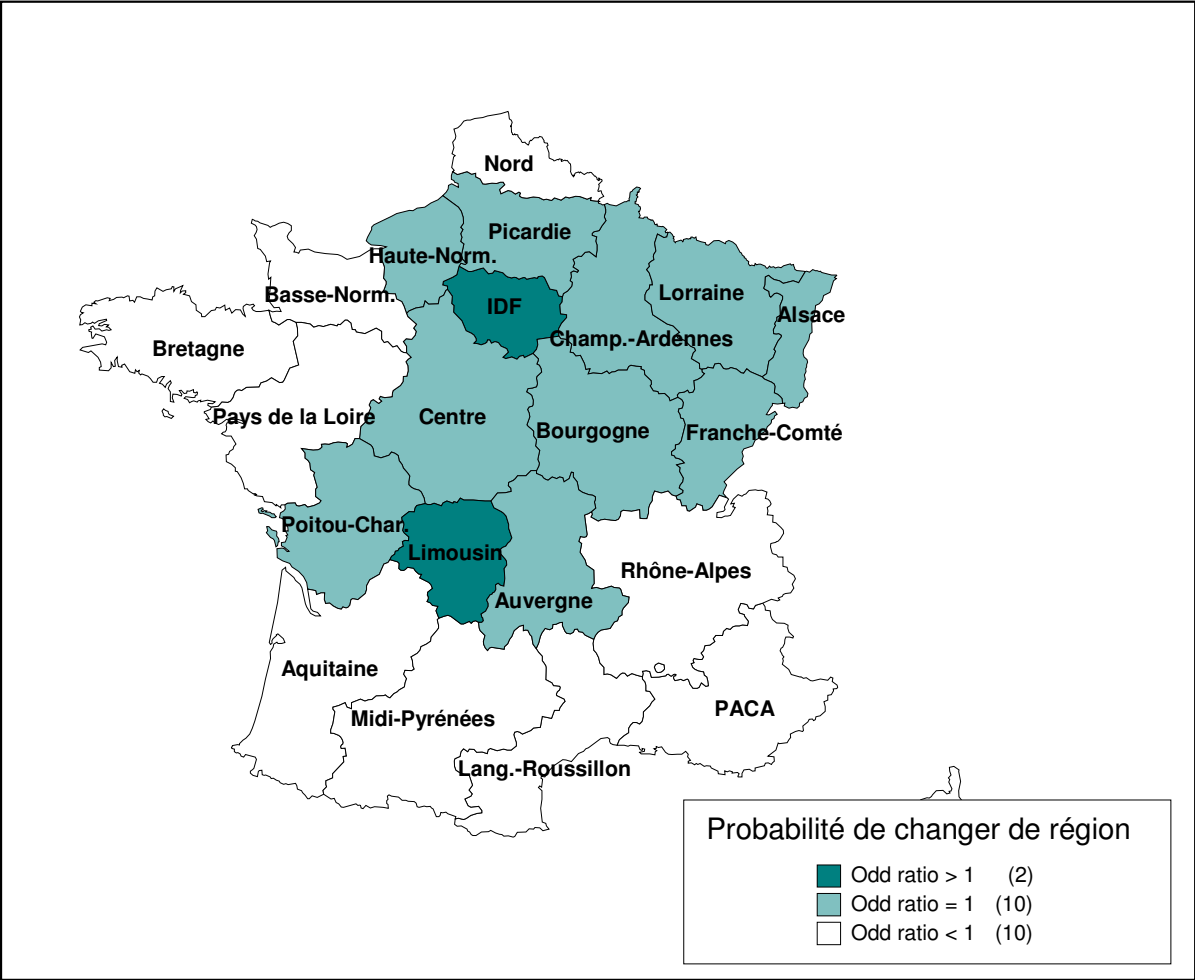 Nord
Picardie
Haute-Norm.
Basse-Norm.
IDF
Lorraine
Alsace
Champ.-Ardennes
Bretagne
Pays de la Loire
Centre
Bourgogne
Franche-Comté
Poitou-Char.
Limousin
Rhône-Alpes
Auvergne
Aquitaine
Midi-Pyrénées
PACA
Lang.-Roussillon
Probabilité de changer de région
Odd ratio > 1 (2)
Odd ratio = 1 (10)
Odd ratio < 1 (10)